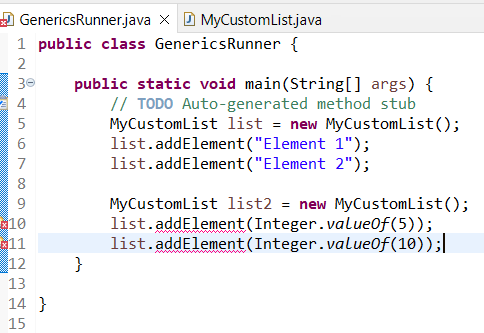 GenericsRunner.java MyCustomList.java
1 public class GenericsRunner {
2
3 public static void main(String[] args) {
4 // TODO Auto-generated method stub
5 MyCustomList list = new MyCustomList();
6 list.addElement("Element 1");
7 list.addElement("Element 2");
8
9 MyCustomList list2 = new MyCustomList();
10 list.addElement(Integer.valueOf(5));
11 list.addElement(Integer.valueOf(10));
12 }
13
14 }
15